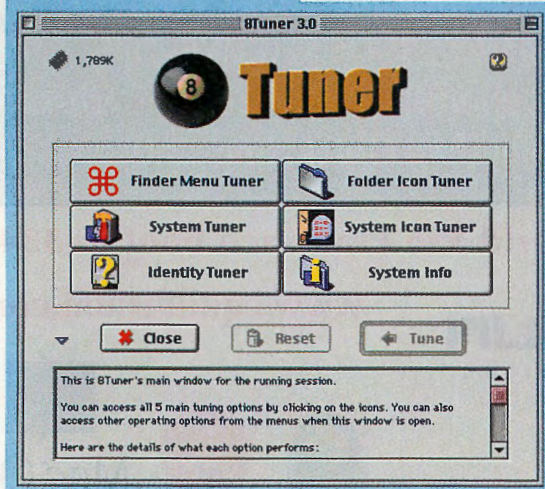 8Tuner 3.0
1,789K
8 Tuner
Finder Menu Tuner
Folder Icon Tuner
System Tuner
System Icon Tuner
Identity Tuner
System Info
Close
Reset
Tune
This is 8Tuner's main window for the running session.
You can access all 5 main tuning options by clicking on the icons. You can also
access other operating options from the menus when this window is open.
Here are the details of what each option performs: